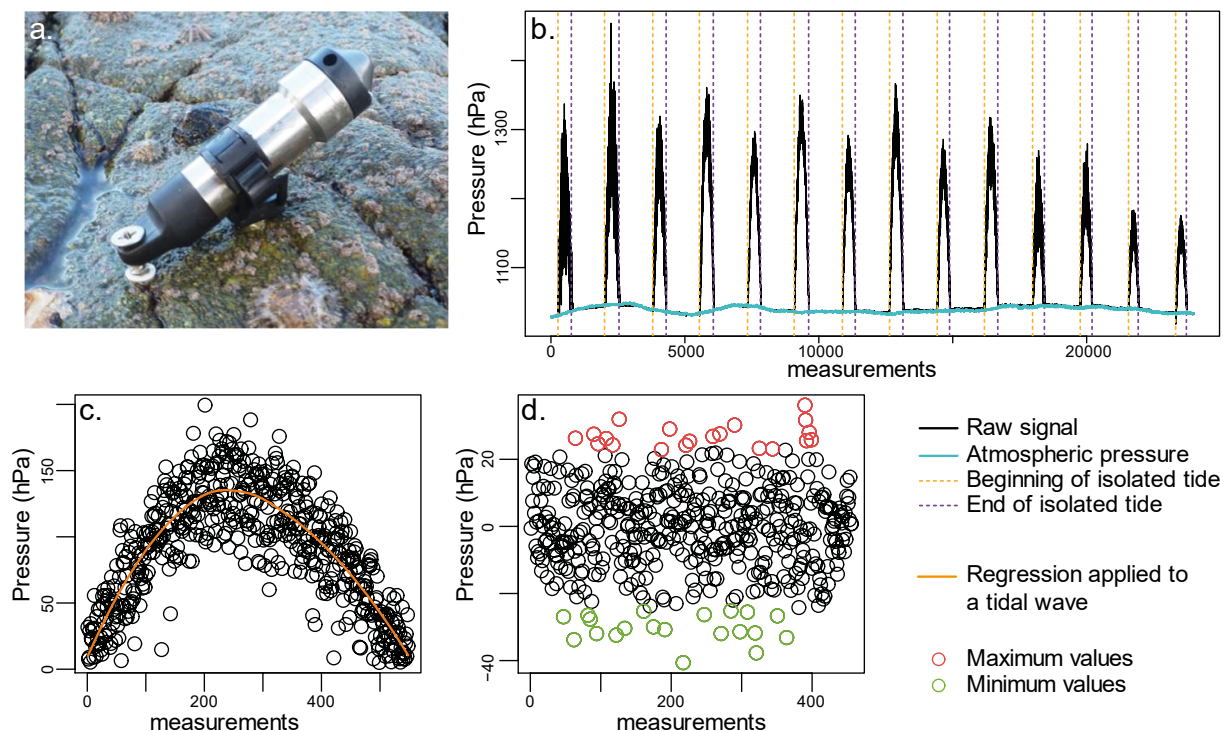 a.
b.
Pressure (hPa)
1300
1100
0
5000
10000
20000
measurements
c.
Pressure (hPa)
150
50
0
0
200
400
measurements
d.
Pressure (hPa)
20
0
−40
0
200
400
measurements
Raw signal
Atmospheric pressure
Beginning of isolated tide
End of isolated tide
Regression applied to
a tidal wave
Maximum values
Minimum values